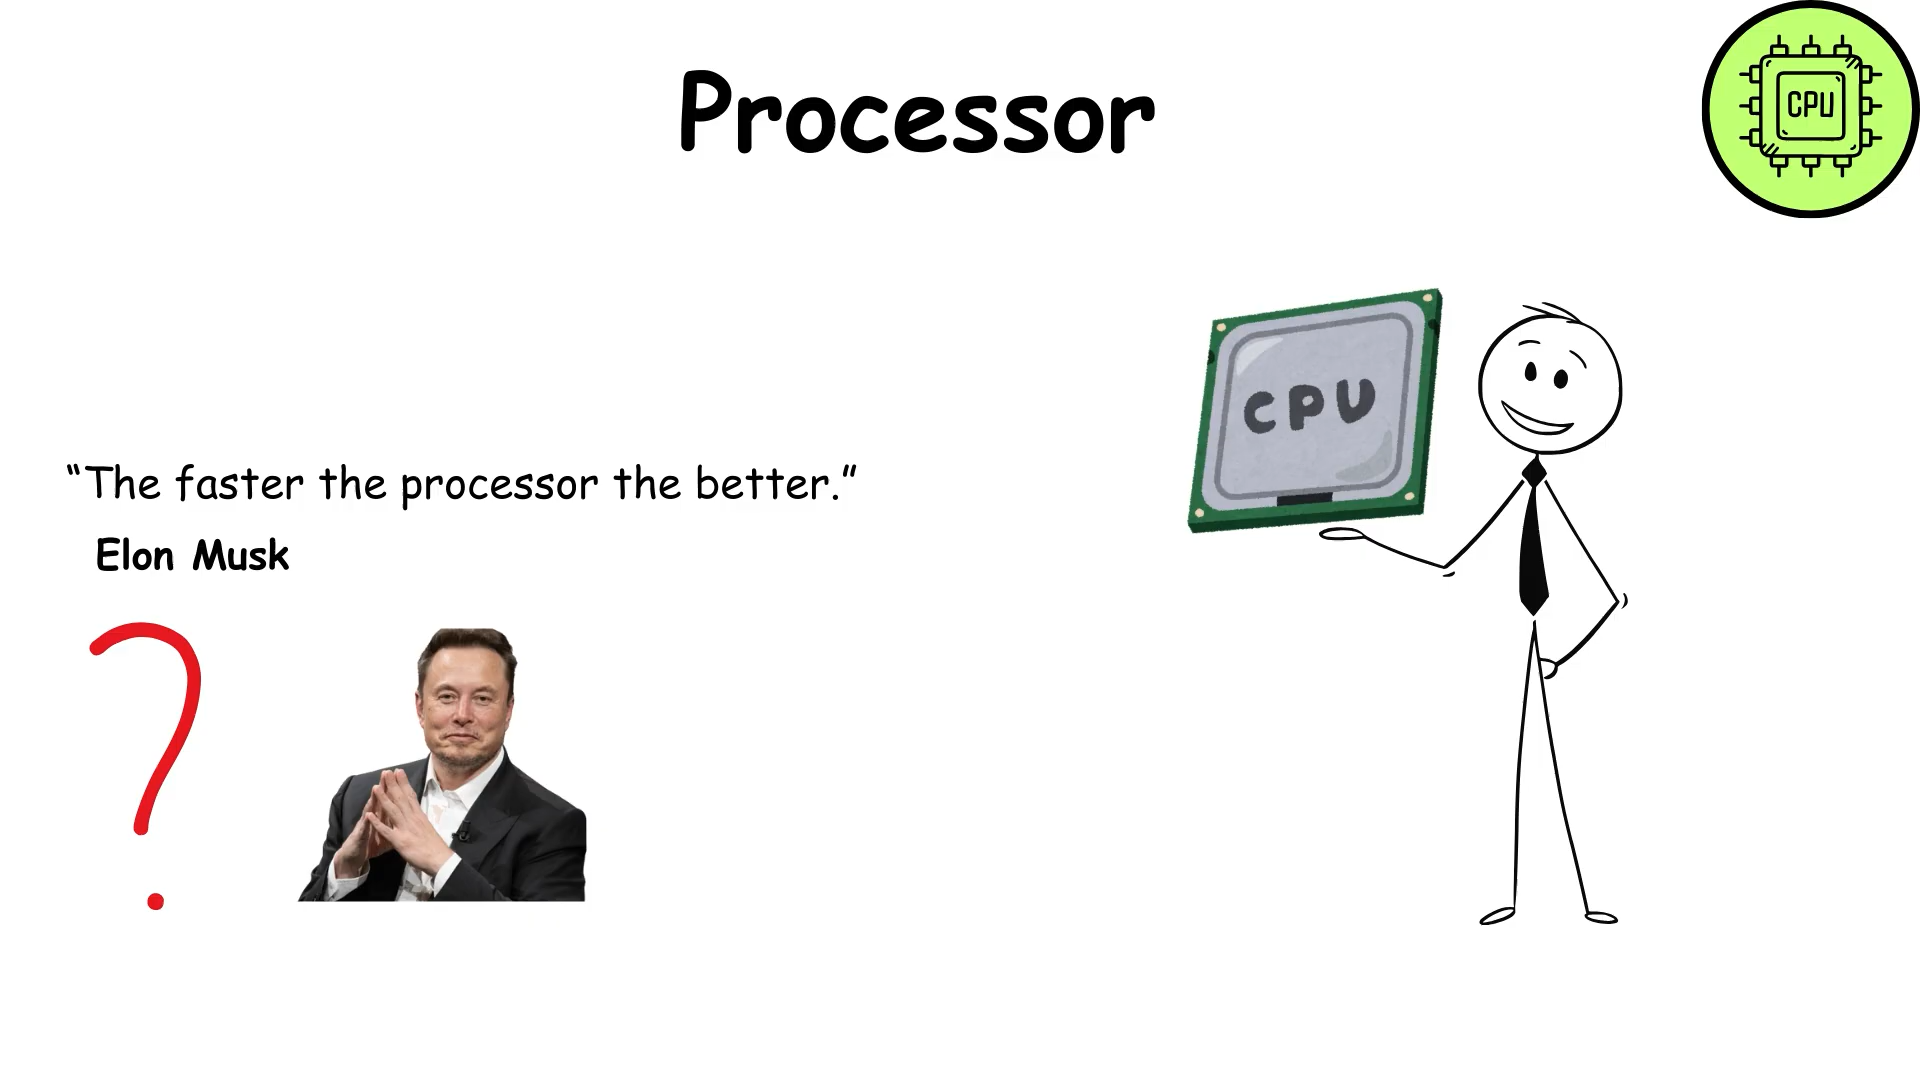 Processor
CPU
CPU
“The faster the processor the better.”
Elon Musk
?